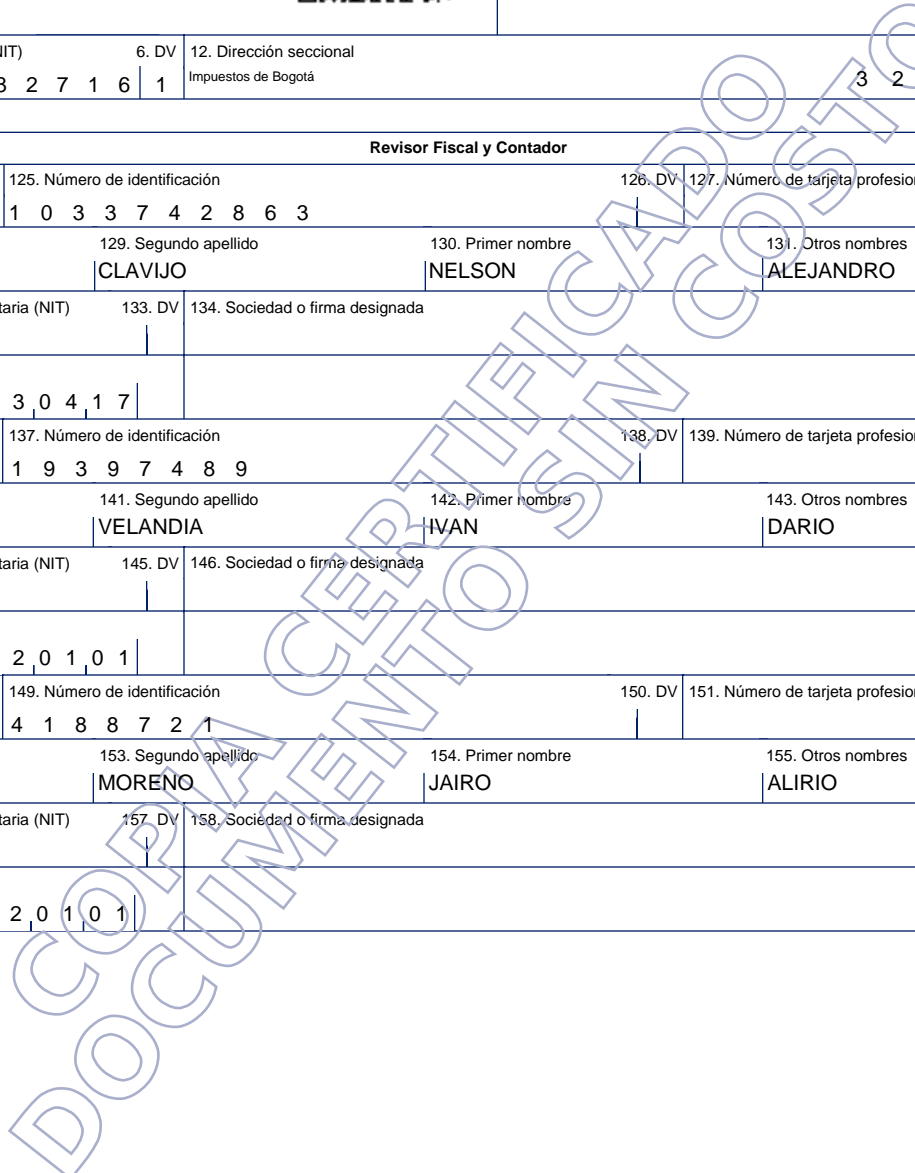 IT) 6. DV 12. Dirección seccional
3 2 7 1 6 1 Impuestos de Bogotá 3 2
Revisor Fiscal y Contador
125. Número de identificación 126. DV 127. Número de tarjeta profesion
1 0 3 3 7 4 2 8 6 3
129. Segundo apellido 130. Primer nombre 131. Otros nombres
CLAVIJO NELSON ALEJANDRO
taria (NIT) 133. DV 134. Sociedad o firma designada
3 0 4 1 7
137. Número de identificación 138. DV 139. Número de tarjeta profesion
1 9 3 9 7 4 8 9
141. Segundo apellido 142. Primer nombre 143. Otros nombres
VELANDIA IVAN DARIO
taria (NIT) 145. DV 146. Sociedad o firma designada
2 0 1 0 1
149. Número de identificación 150. DV 151. Número de tarjeta profesion
4 1 8 8 7 2 1
153. Segundo apellido 154. Primer nombre 155. Otros nombres
MORENO JAIRO ALIRIO
taria (NIT) 157. DV 158. Sociedad o firma designada
2 0 1 0 1
COPIA CERTIFICADO
DOCUMENTO SIN COSTO